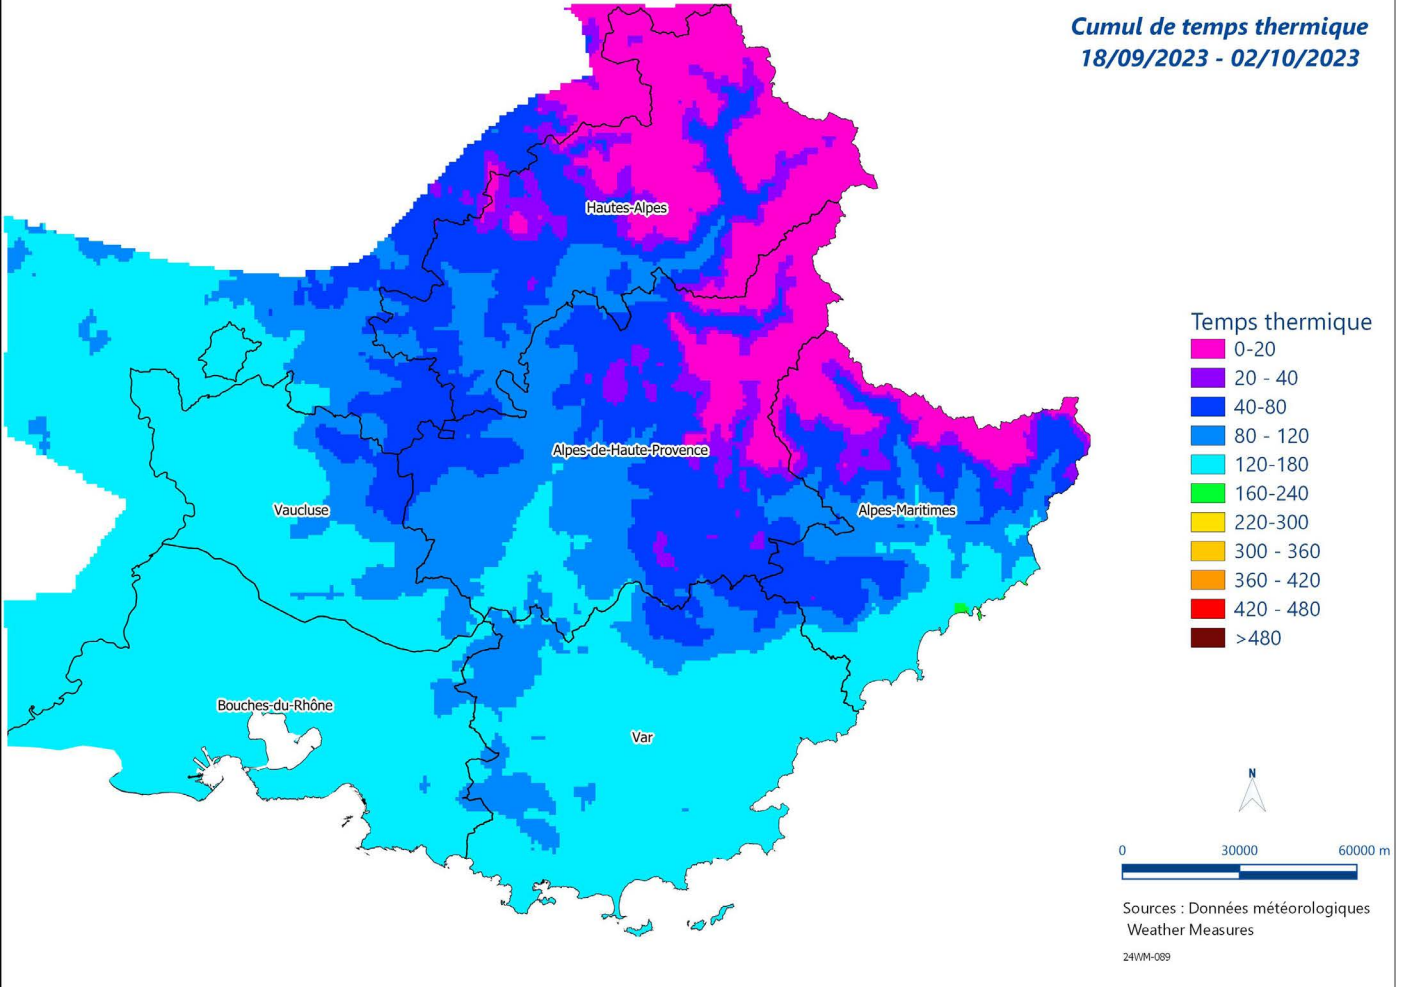 Cumul de temps thermique
18/09/2023 - 02/10/2023
Hautes-Alpes
Temps thermique
0-20
20 - 40
40-80
80 - 120
120-180
160-240
220-300
300 - 360
360 - 420
420 - 480
>480
Alpes-de-Haute-Provence
Vaucluse
Alpes-Maritimes
Bouches-du-Rhône
Var
N
0 30000 60000 m
Sources : Données météorologiques
Weather Measures
24WM-089